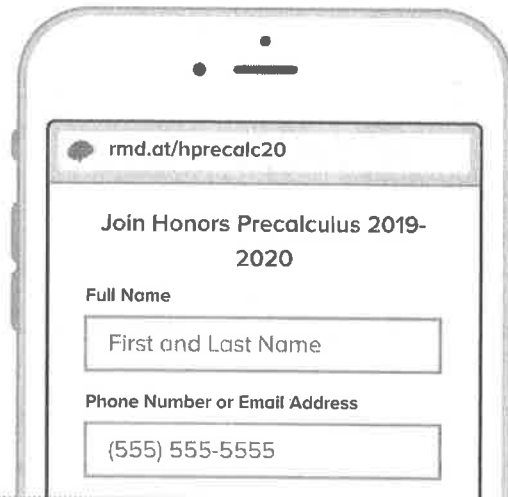 rmd.at/hprecalc20
Join Honors Precalculus 2019-
2020
Full Name
First and Last Name
Phone Number or Email Address
(555) 555-5555